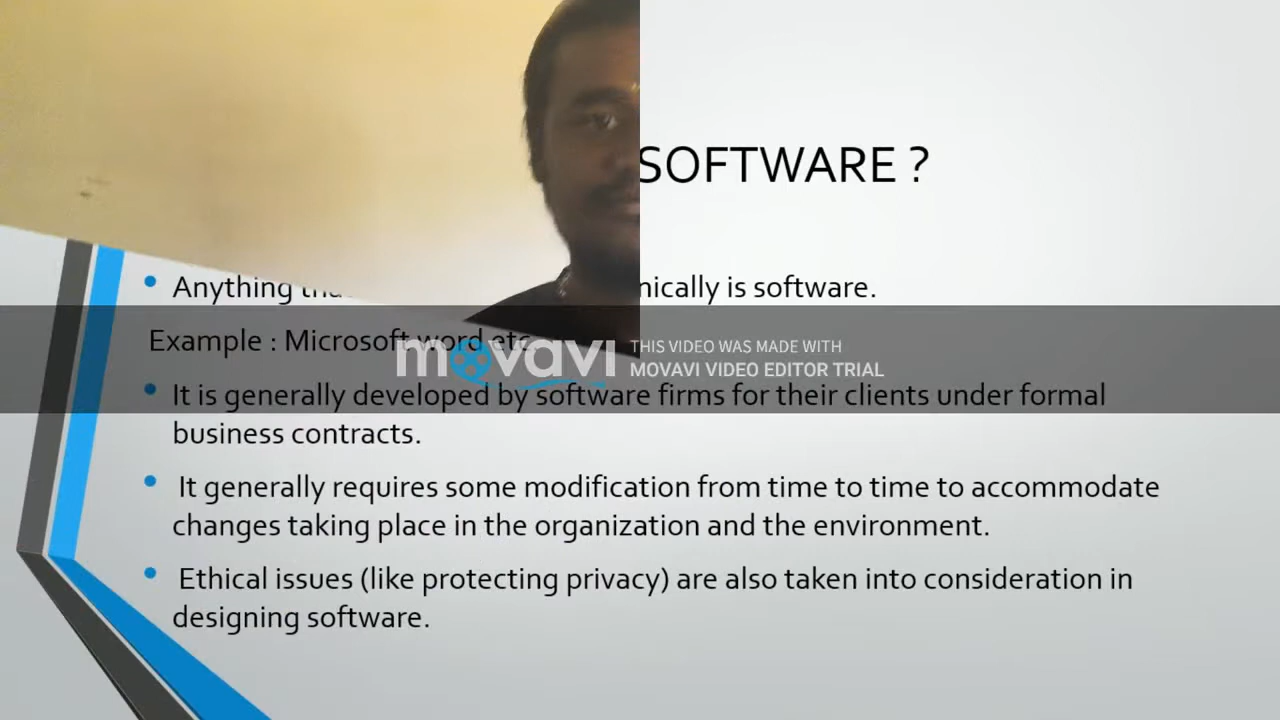 SOFTWARE ?
Anything nically is software.
Example : Microsoft word etc
movavi THIS VIDEO WAS MADE WITH
MOVAVI VIDEO EDITOR TRIAL
It is generally developed by software firms for their clients under formal
business contracts.
It generally requires some modification from time to time to accommodate
changes taking place in the organization and the environment.
Ethical issues (like protecting privacy) are also taken into consideration in
designing software.